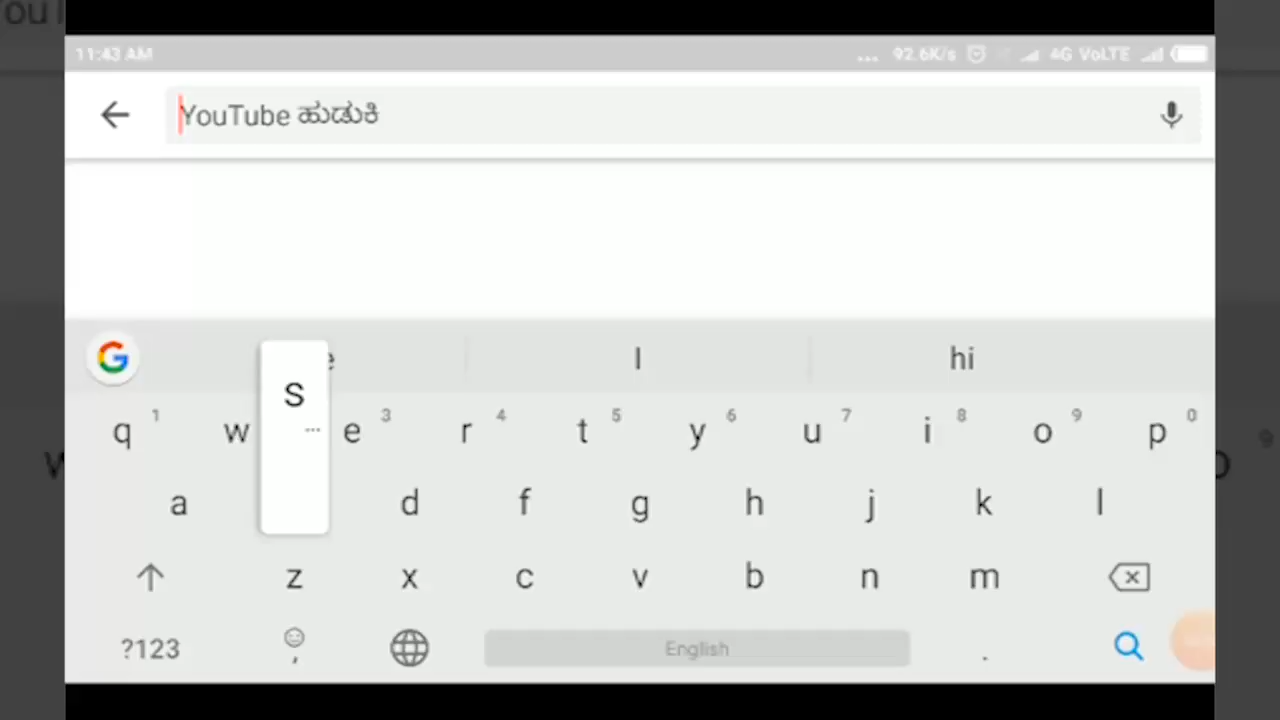 11:43 AM ... 92.6K/s 4G VoLTE
YouTube ಹುಡುಕಿ
I hi
S
q 1 w e 3 r 4 t 5 y 6 u 7 i 8 o 9 p 0
a d f g h j k l
z x c v b n m
?123 , English .